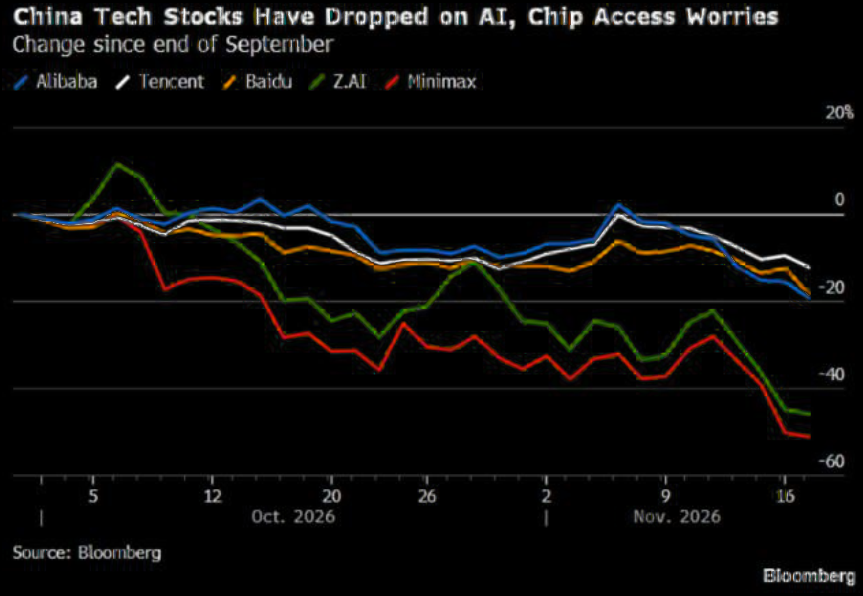 China Tech Stocks Have Dropped on AI, Chip Access Worries
Change since end of September
Alibaba Tencent Baidu Z.AI Minimax
20%
0
-20
-40
-60
5 12 20 26 2 9 16
Oct. 2026 Nov. 2026
Source: Bloomberg
Bloomberg